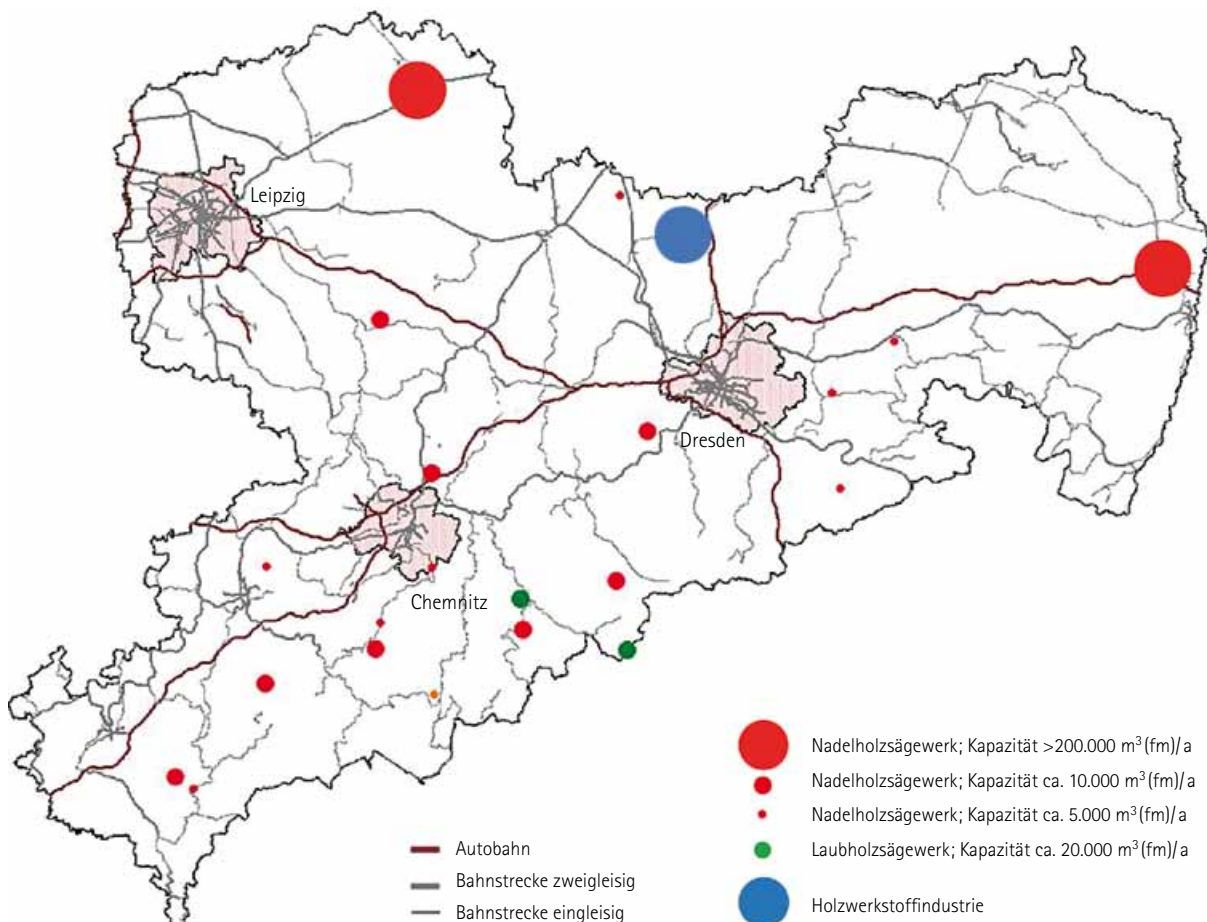 Leipzig
Dresden
Chemnitz
Nadelholzsägewerk; Kapazität >200.000 m³(fm)/a
Nadelholzsägewerk; Kapazität ca. 10.000 m³(fm)/a
Nadelholzsägewerk; Kapazität ca. 5.000 m³(fm)/a
Laubholzsägewerk; Kapazität ca. 20.000 m³(fm)/a
Holzwerkstoffindustrie
Autobahn
Bahnstrecke zweigleisig
Bahnstrecke eingleisig